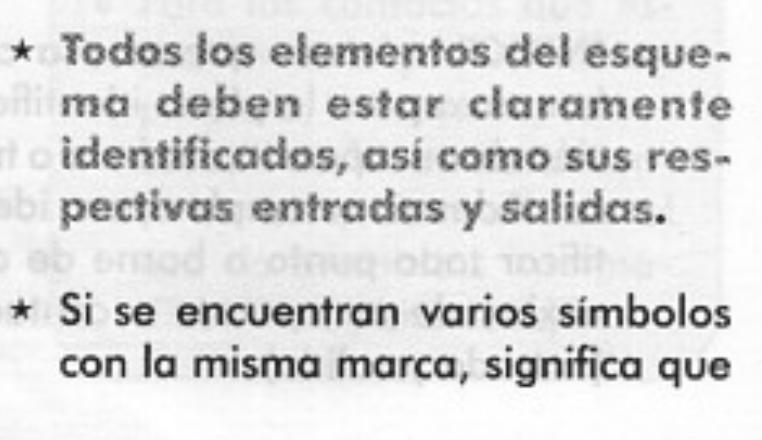 ★ Todos los elementos del esque-
ma deben estar claramente
identificados, así como sus res-
pectivas entradas y salidas.
★ Si se encuentran varios símbolos
con la misma marca, significa que